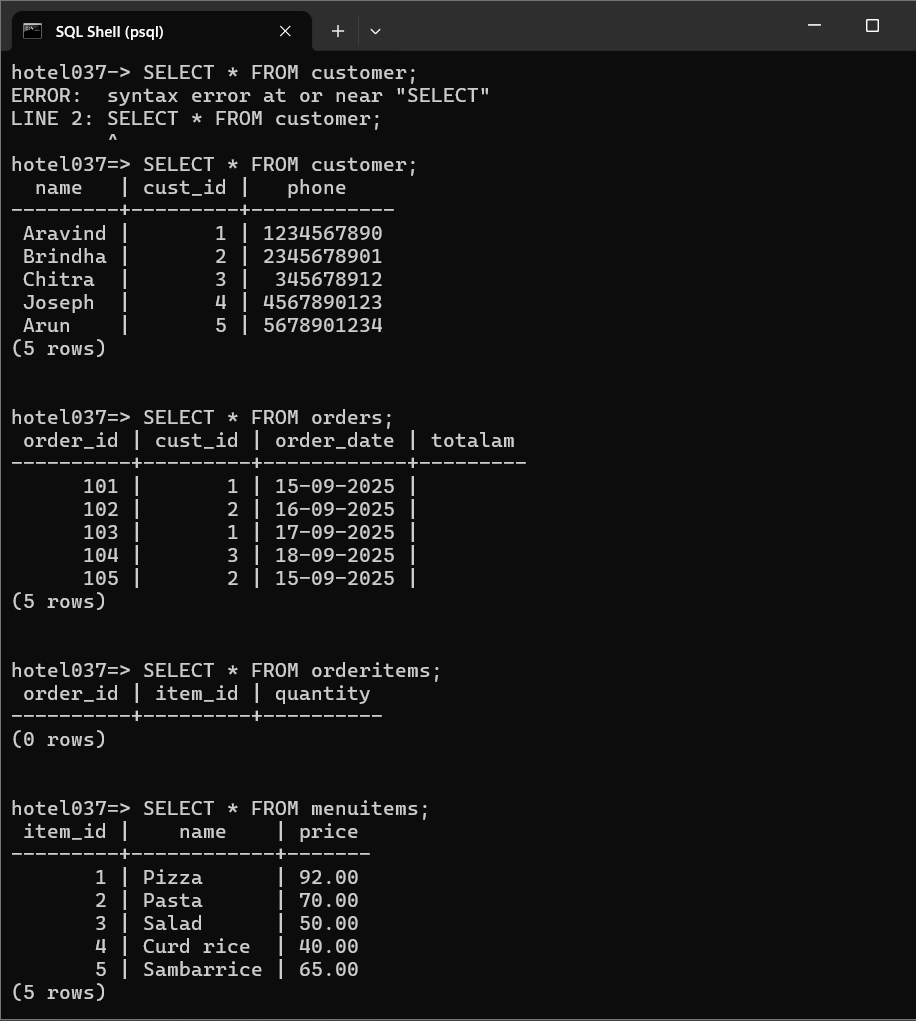 SQL Shell (psql)
hotel037-> SELECT * FROM customer;
ERROR:  syntax error at or near "SELECT"
LINE 2: SELECT * FROM customer;
        ^
hotel037=> SELECT * FROM customer;
  name   | cust_id |   phone
---------+---------+------------
 Aravind |       1 | 1234567890
 Brindha |       2 | 2345678901
 Chitra  |       3 |  345678912
 Joseph  |       4 | 4567890123
 Arun    |       5 | 5678901234
(5 rows)
hotel037=> SELECT * FROM orders;
 order_id | cust_id | order_date | totalam
----------+---------+------------+---------
      101 |       1 | 15-09-2025 |
      102 |       2 | 16-09-2025 |
      103 |       1 | 17-09-2025 |
      104 |       3 | 18-09-2025 |
      105 |       2 | 15-09-2025 |
(5 rows)
hotel037=> SELECT * FROM orderitems;
 order_id | item_id | quantity
----------+---------+----------
(0 rows)
hotel037=> SELECT * FROM menuitems;
 item_id |    name    | price
---------+------------+-------
       1 | Pizza      | 92.00
       2 | Pasta      | 70.00
       3 | Salad      | 50.00
       4 | Curd rice  | 40.00
       5 | Sambarrice | 65.00
(5 rows)